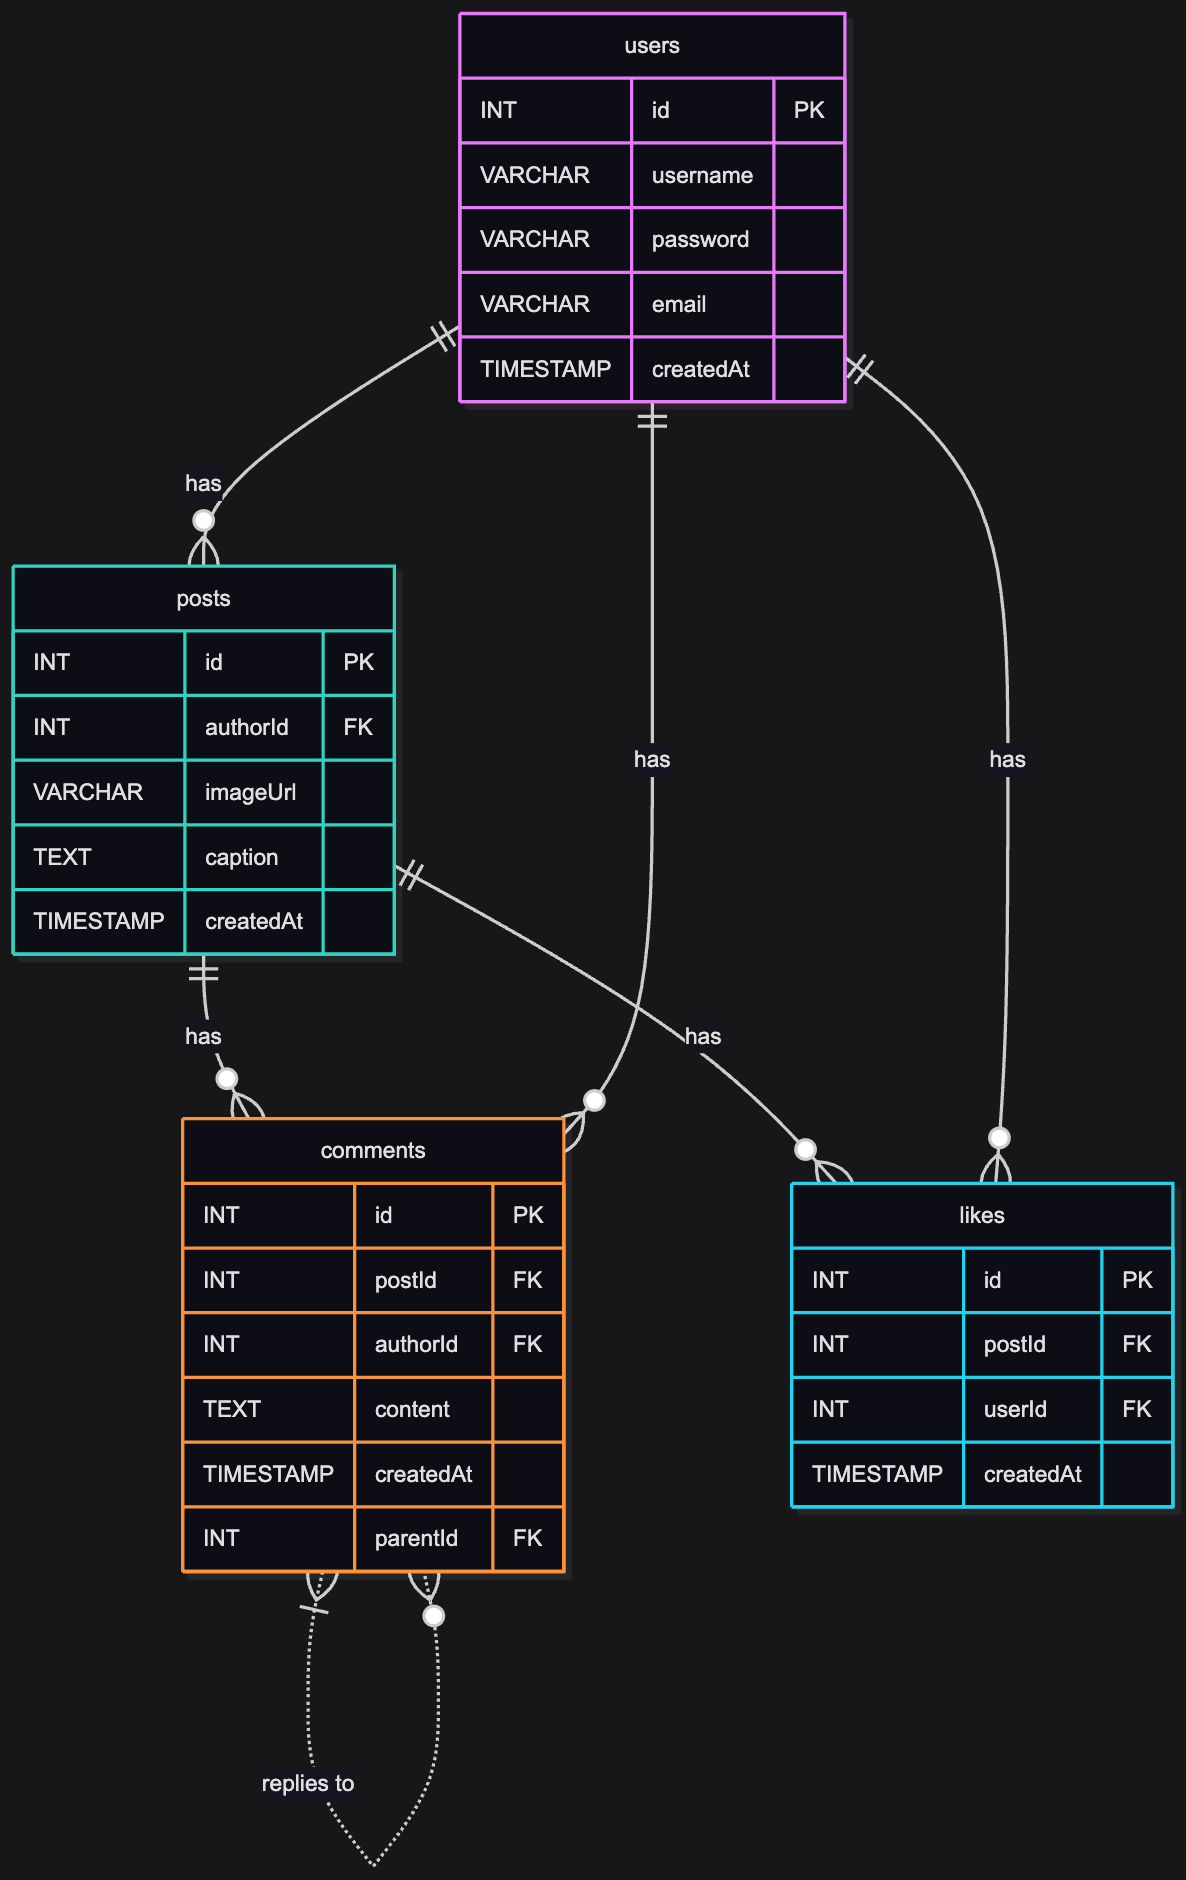 users
INT id PK
VARCHAR username
VARCHAR password
VARCHAR email
TIMESTAMP createdAt
has
posts
INT id PK
INT authorId FK
VARCHAR imageUrl
TEXT caption
TIMESTAMP createdAt
has
has
has
has
comments
INT id PK
INT postId FK
INT authorId FK
TEXT content
TIMESTAMP createdAt
INT parentId FK
likes
INT id PK
INT postId FK
INT userId FK
TIMESTAMP createdAt
replies to